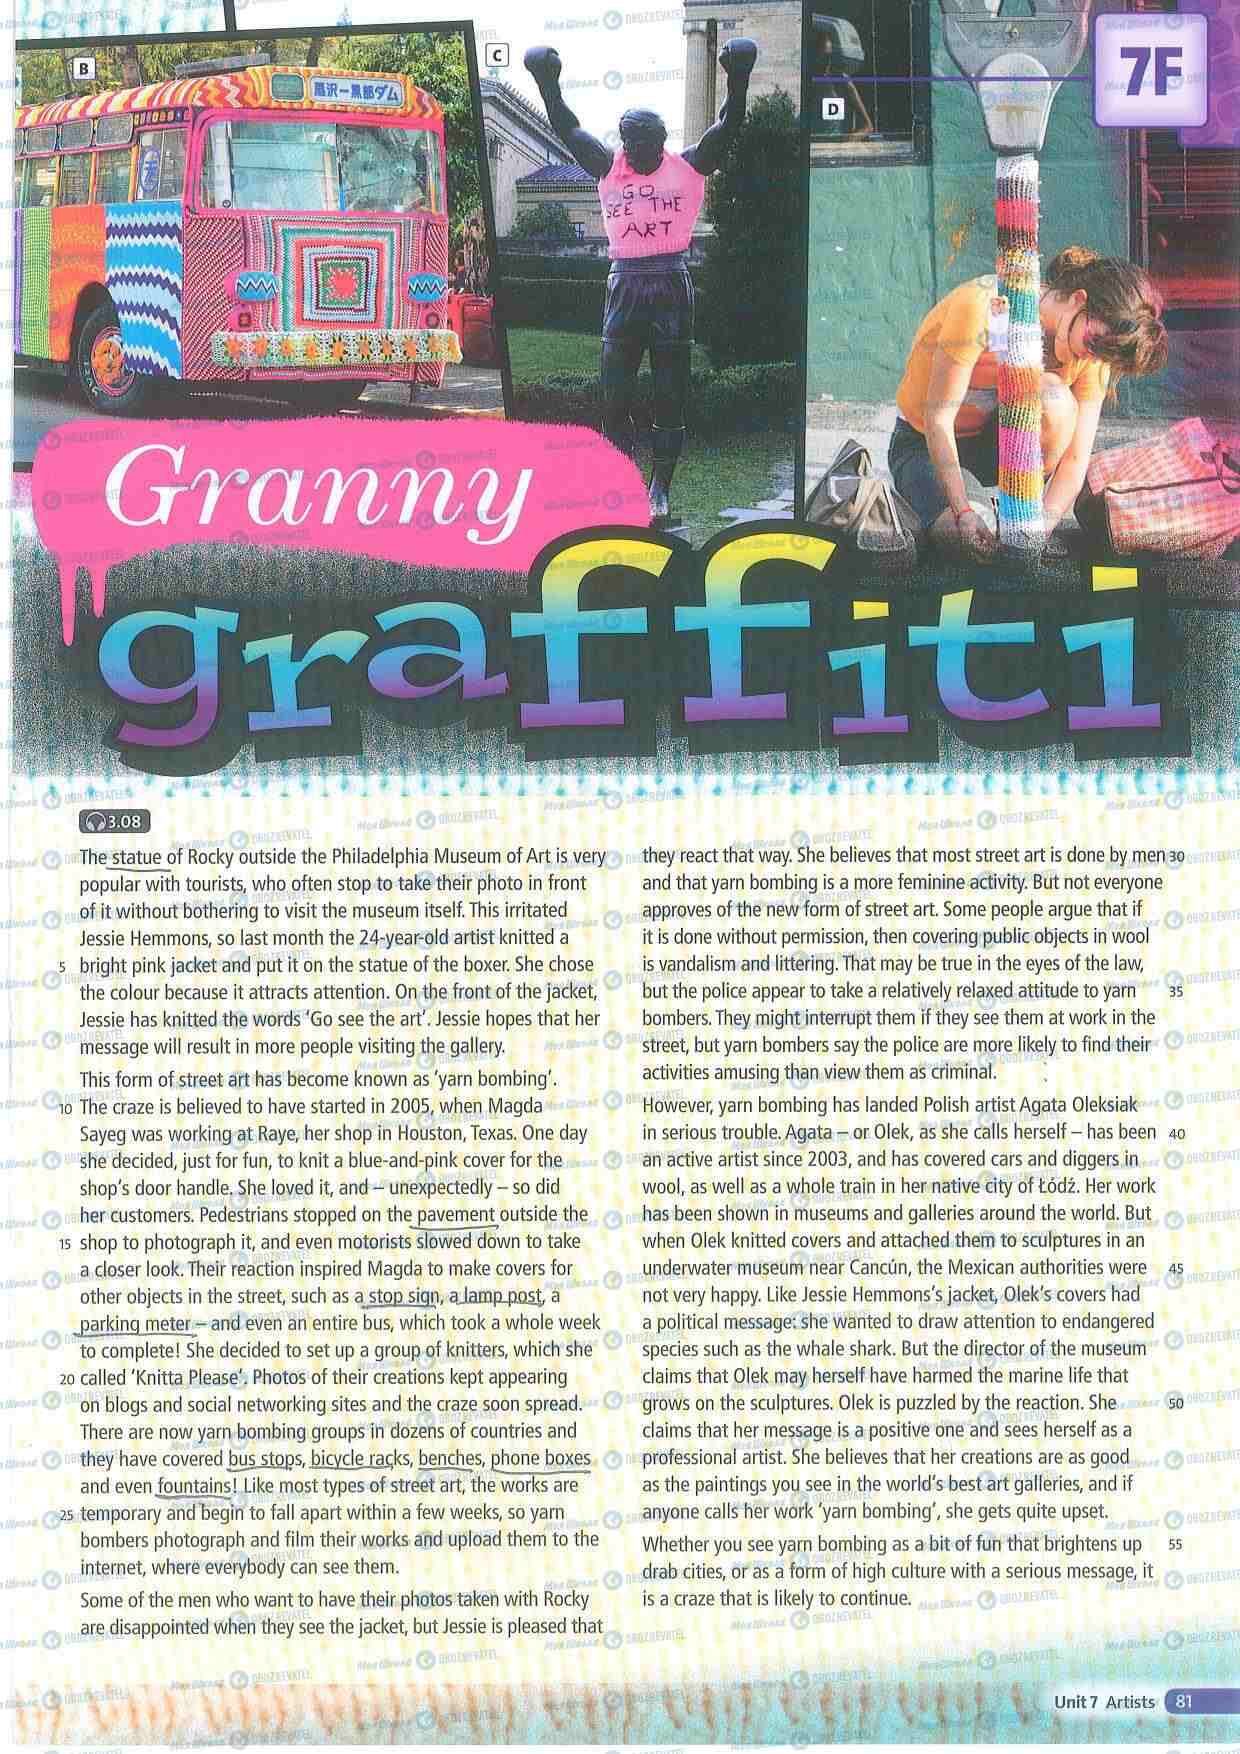 7F
B
C
D
黒沢一黒部ダム
GO
SEE THE
ART
Granny
graffiti
3.08
The statue of Rocky outside the Philadelphia Museum of Art is very
popular with tourists, who often stop to take their photo in front
of it without bothering to visit the museum itself. This irritated
Jessie Hemmons, so last month the 24-year-old artist knitted a
5 bright pink jacket and put it on the statue of the boxer. She chose
the colour because it attracts attention. On the front of the jacket,
Jessie has knitted the words ‘Go see the art’. Jessie hopes that her
message will result in more people visiting the gallery.
This form of street art has become known as ‘yarn bombing’.
10 The craze is believed to have started in 2005, when Magda
Sayeg was working at Raye, her shop in Houston, Texas. One day
she decided, just for fun, to knit a blue-and-pink cover for the
shop’s door handle. She loved it, and – unexpectedly – so did
her customers. Pedestrians stopped on the pavement outside the
15 shop to photograph it, and even motorists slowed down to take
a closer look. Their reaction inspired Magda to make covers for
other objects in the street, such as a stop sign, a lamp post, a
parking meter – and even an entire bus, which took a whole week
to complete! She decided to set up a group of knitters, which she
20 called ‘Knitta Please’. Photos of their creations kept appearing
on blogs and social networking sites and the craze soon spread.
There are now yarn bombing groups in dozens of countries and
they have covered bus stops, bicycle racks, benches, phone boxes
and even fountains! Like most types of street art, the works are
25 temporary and begin to fall apart within a few weeks, so yarn
bombers photograph and film their works and upload them to the
internet, where everybody can see them.
Some of the men who want to have their photos taken with Rocky
are disappointed when they see the jacket, but Jessie is pleased that
they react that way. She believes that most street art is done by men 30
and that yarn bombing is a more feminine activity. But not everyone
approves of the new form of street art. Some people argue that if
it is done without permission, then covering public objects in wool
is vandalism and littering. That may be true in the eyes of the law,
but the police appear to take a relatively relaxed attitude to yarn 35
bombers. They might interrupt them if they see them at work in the
street, but yarn bombers say the police are more likely to find their
activities amusing than view them as criminal.
However, yarn bombing has landed Polish artist Agata Oleksiak
in serious trouble. Agata – or Olek, as she calls herself – has been 40
an active artist since 2003, and has covered cars and diggers in
wool, as well as a whole train in her native city of Łódź. Her work
has been shown in museums and galleries around the world. But
when Olek knitted covers and attached them to sculptures in an
underwater museum near Cancún, the Mexican authorities were 45
not very happy. Like Jessie Hemmons’s jacket, Olek’s covers had
a political message: she wanted to draw attention to endangered
species such as the whale shark. But the director of the museum
claims that Olek may herself have harmed the marine life that
grows on the sculptures. Olek is puzzled by the reaction. She 50
claims that her message is a positive one and sees herself as a
professional artist. She believes that her creations are as good
as the paintings you see in the world’s best art galleries, and if
anyone calls her work ‘yarn bombing’, she gets quite upset.
Whether you see yarn bombing as a bit of fun that brightens up 55
drab cities, or as a form of high culture with a serious message, it
is a craze that is likely to continue.
Unit 7 Artists 81